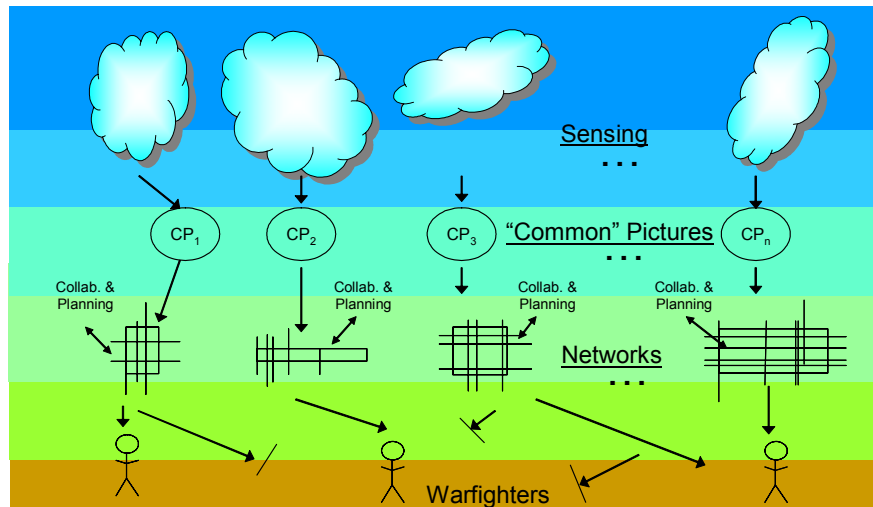 Sensing
...
CP₁
CP₂
CP₃
"Common" Pictures
...
CPₙ
Collab. &
Planning
Collab. &
Planning
Collab. &
Planning
Collab. &
Planning
Networks
...
Warfighters